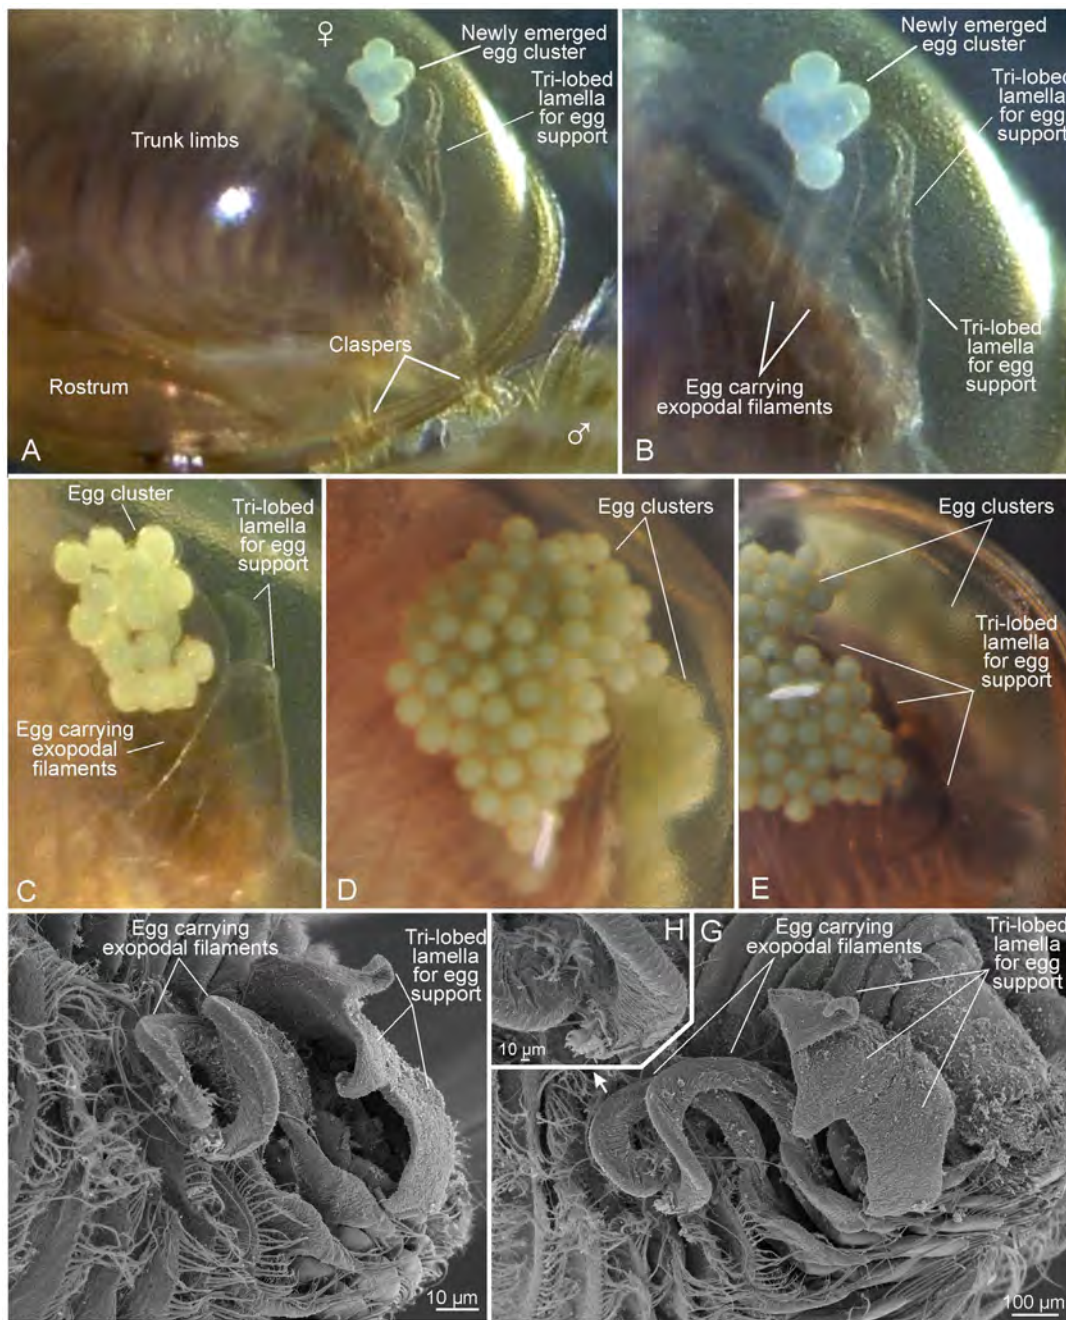 ♀
Newly emerged
egg cluster
Tri-lobed
lamella
for egg
support
Trunk limbs
Claspers
Rostrum
A
♂
Newly emerged
egg cluster
Tri-lobed
lamella
for egg
support
Tri-lobed
lamella
for egg
support
Egg carrying
exopodal filaments
B
Egg cluster
Tri-lobed
lamella
for egg
support
Egg carrying
exopodal
filaments
C
Egg clusters
D
Egg clusters
Tri-lobed
lamella
for egg
support
E
Egg carrying
exopodal filaments
Tri-lobed
lamella
for egg
support
10 µm
H
10 µm
G
Egg carrying
exopodal filaments
Tri-lobed
lamella
for egg
support
100 µm